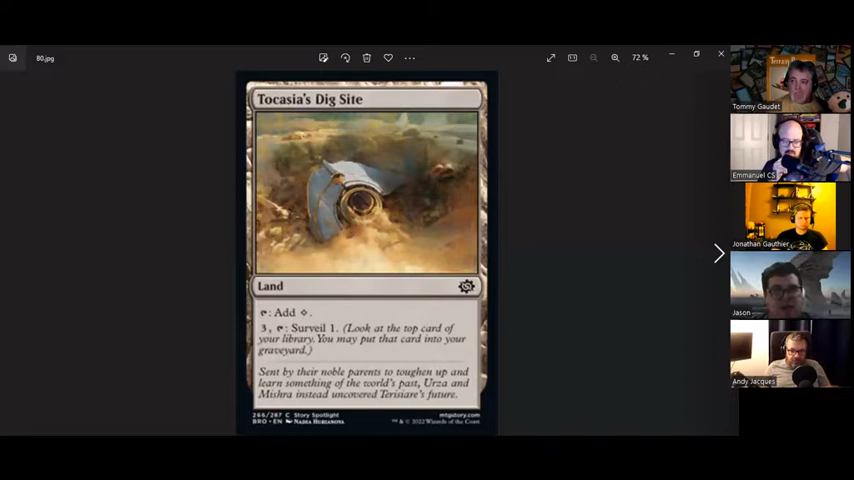 80.jpg
72 %
Tocasia's Dig Site
Land
: Add .
3, : Surveil 1. (Look at the top card of
your library. You may put that card into your
graveyard.)
Sent by their noble parents to toughen up and
learn something of the world's past, Urza and
Mishra instead uncovered Terisiare's future.
266/287 C Story Spotlight
mtgstory.com
BRO • EN
™ & © 2022 Wizards of the Coast
Tommy Gaudet
Emmanuel CS
Jonathan Gauthier
Jason
Andy Jacques